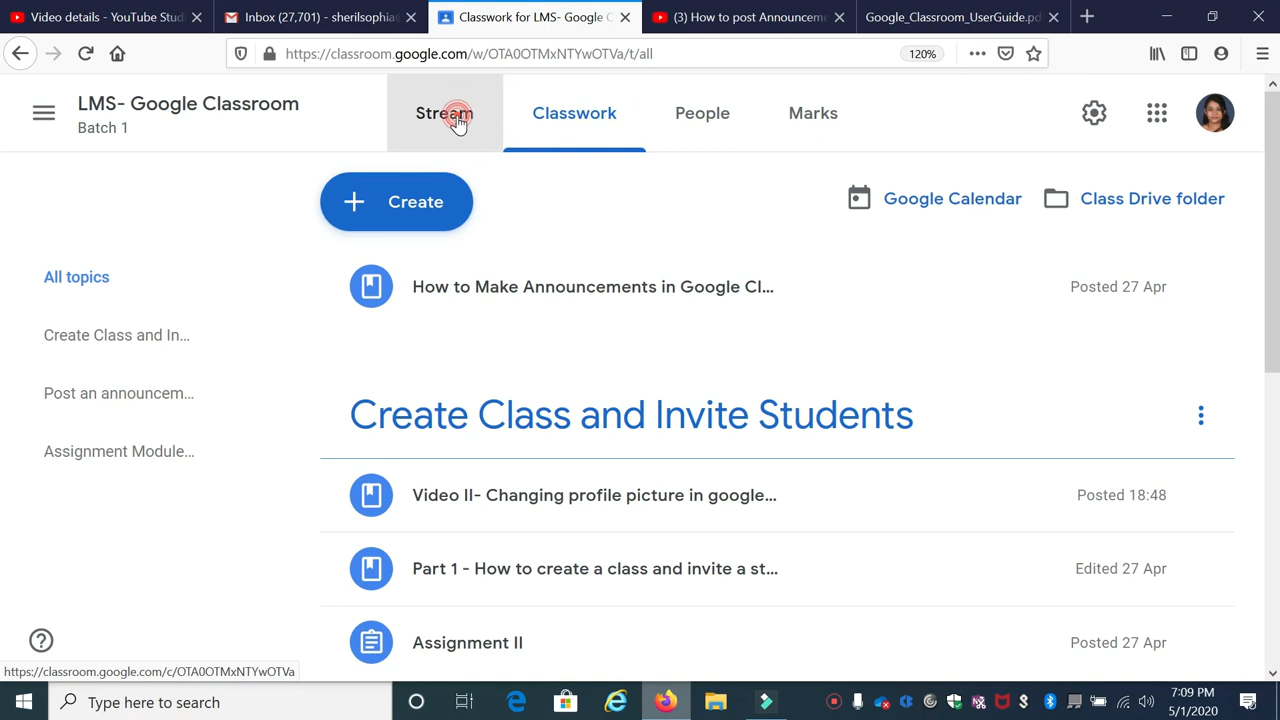 Video details - YouTube Stud
Inbox (27,701) - sherilsophia
Classwork for LMS- Google C
(3) How to post Announceme
Google_Classroom_UserGuide.pd
https://classroom.google.com/w/OTA0OTMxNTYwOTVa/t/all
120%
LMS- Google Classroom
Batch 1
Stream
Classwork
People
Marks
Create
Google Calendar
Class Drive folder
All topics
Create Class and In...
Post an announcem...
Assignment Module...
How to Make Announcements in Google Cl...
Posted 27 Apr
Create Class and Invite Students
Video II- Changing profile picture in google...
Posted 18:48
Part 1 - How to create a class and invite a st...
Edited 27 Apr
Assignment II
Posted 27 Apr
https://classroom.google.com/c/OTA0OTMxNTYwOTVa
Type here to search
7:09 PM
5/1/2020